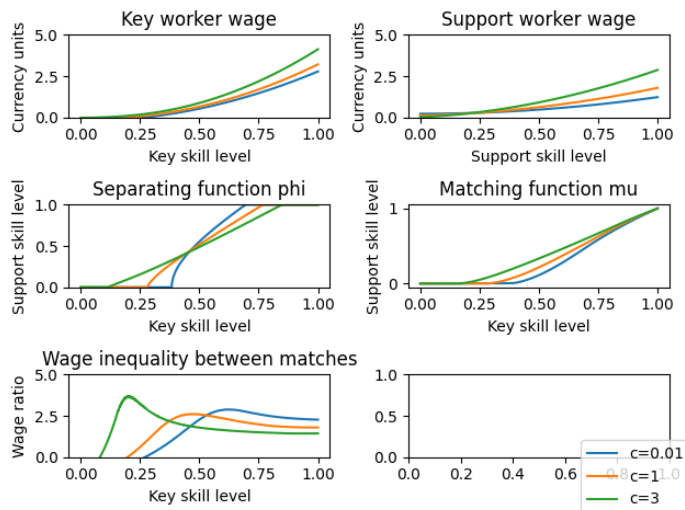 Key worker wage
Support worker wage
Currency units
5.0
2.5
0.0
0.00 0.25 0.50 0.75 1.00
Key skill level
Currency units
5.0
2.5
0.0
0.00 0.25 0.50 0.75 1.00
Support skill level
Separating function phi
Matching function mu
Support skill level
1.0
0.5
0.0
0.00 0.25 0.50 0.75 1.00
Key skill level
Support skill level
1
0
0.00 0.25 0.50 0.75 1.00
Key skill level
Wage inequality between matches
Wage ratio
5.0
2.5
0.0
0.00 0.25 0.50 0.75 1.00
Key skill level
1.0
0.5
0.0
0.0 0.2 0.4 0.6 0.8 1.0
c=0.01
c=1
c=3